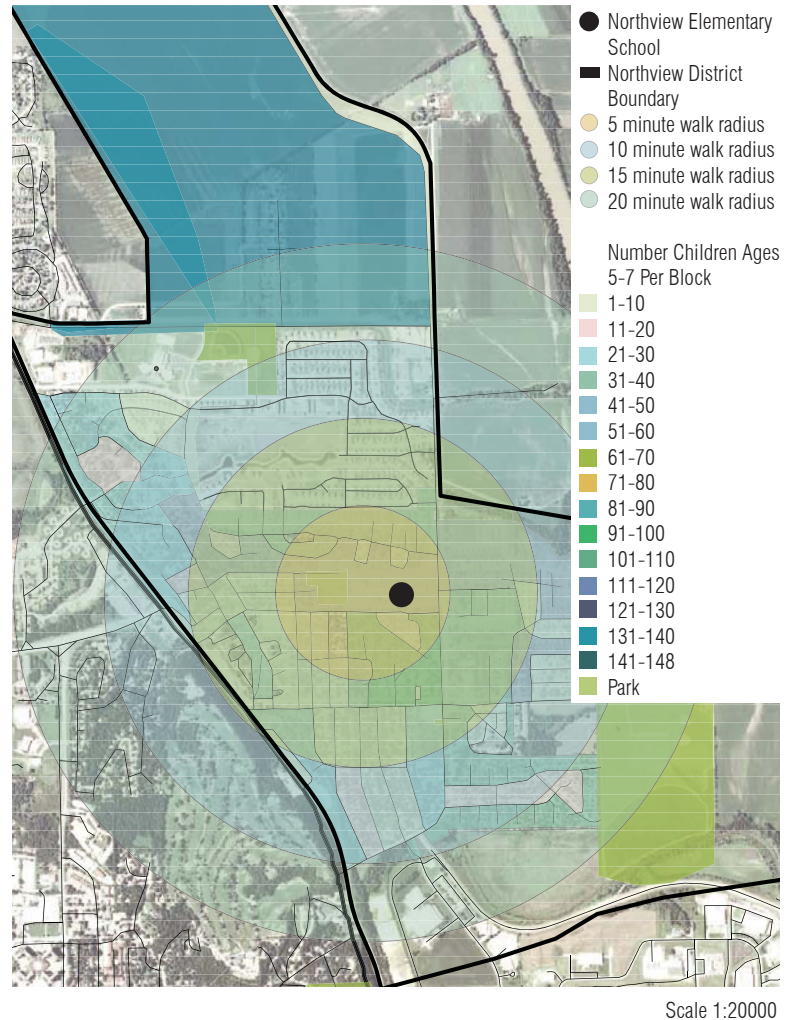 Northview Elementary
School
Northview District
Boundary
5 minute walk radius
10 minute walk radius
15 minute walk radius
20 minute walk radius
Number Children Ages
5-7 Per Block
1-10
11-20
21-30
31-40
41-50
51-60
61-70
71-80
81-90
91-100
101-110
111-120
121-130
131-140
141-148
Park
Scale 1:20000